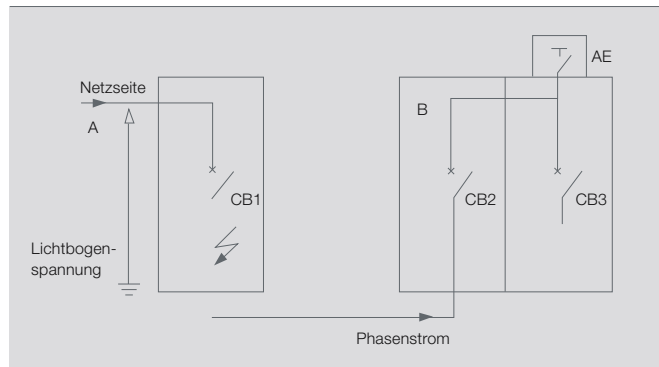 AE
Netzseite
A
B
CB1
CB2
CB3
Lichtbogen-
spannung
Phasenstrom